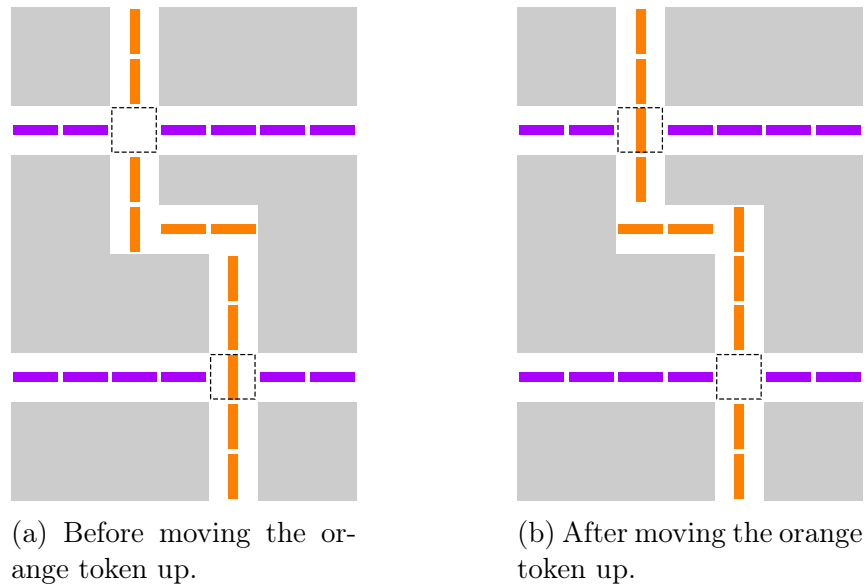 (a) Before moving the or-
ange token up.
(b) After moving the orange
token up.